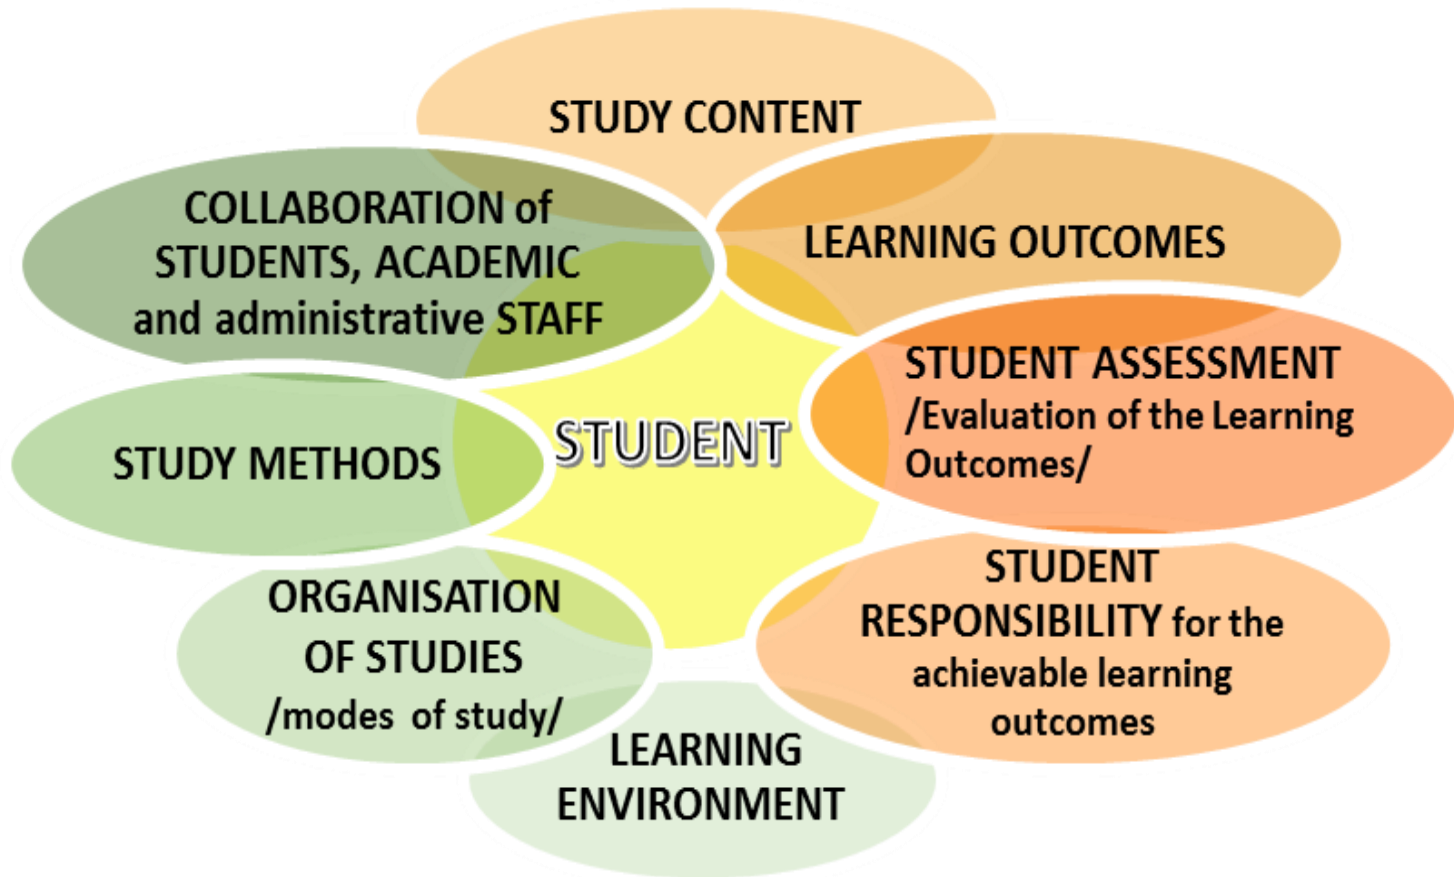 STUDY CONTENT
COLLABORATION of
STUDENTS, ACADEMIC
and administrative STAFF
LEARNING OUTCOMES
STUDENT ASSESSMENT
/Evaluation of the Learning
Outcomes/
STUDENT
STUDY METHODS
ORGANISATION
OF STUDIES
/modes of study/
STUDENT
RESPONSIBILITY for the
achievable learning
outcomes
LEARNING
ENVIRONMENT